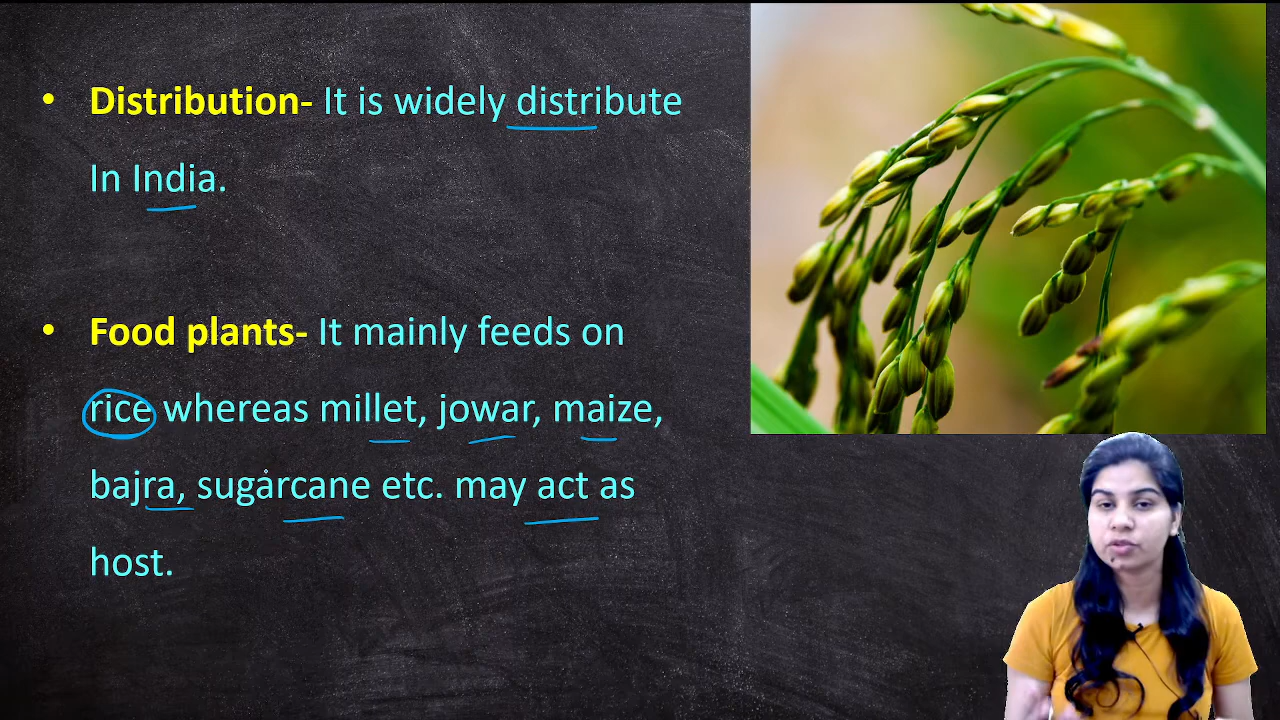 • Distribution- It is widely distribute
In India.
• Food plants- It mainly feeds on
rice whereas millet, jowar, maize,
bajra, sugarcane etc. may act as
host.